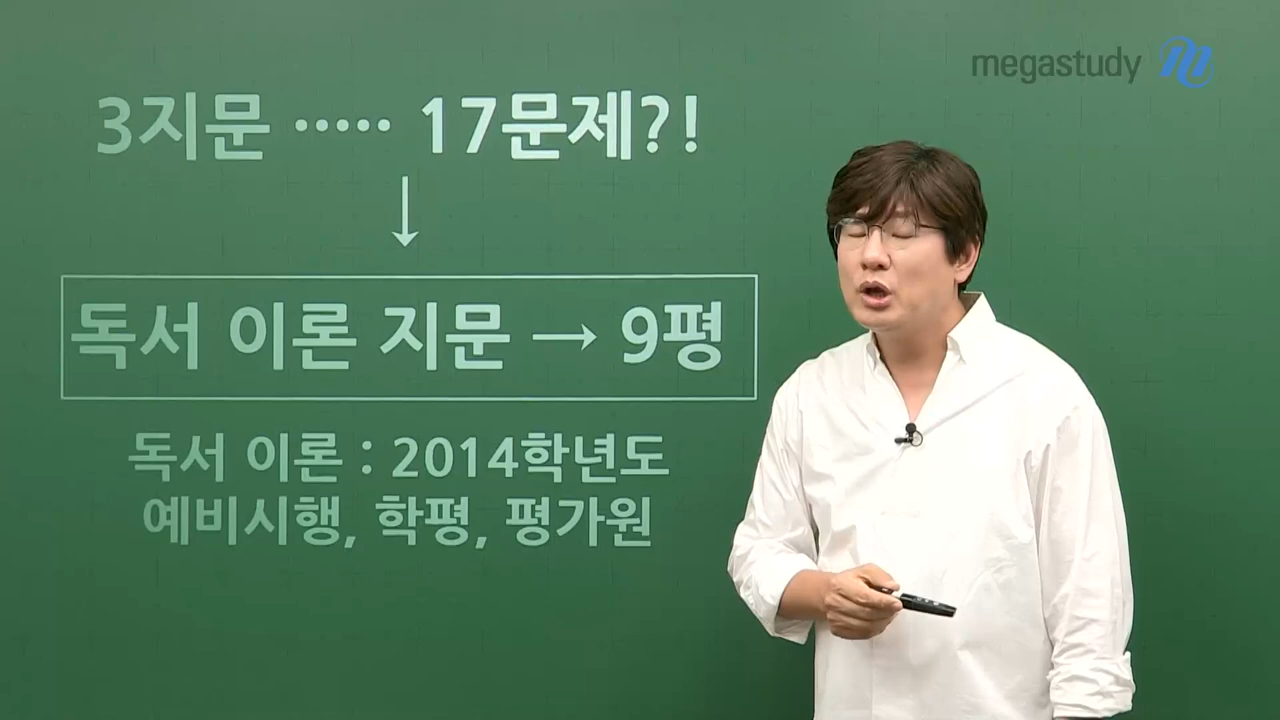 megastudy
3지문 ····· 17문제?!
↓
독서 이론 지문 → 9평
독서 이론 : 2014학년도
예비시행, 학평, 평가원